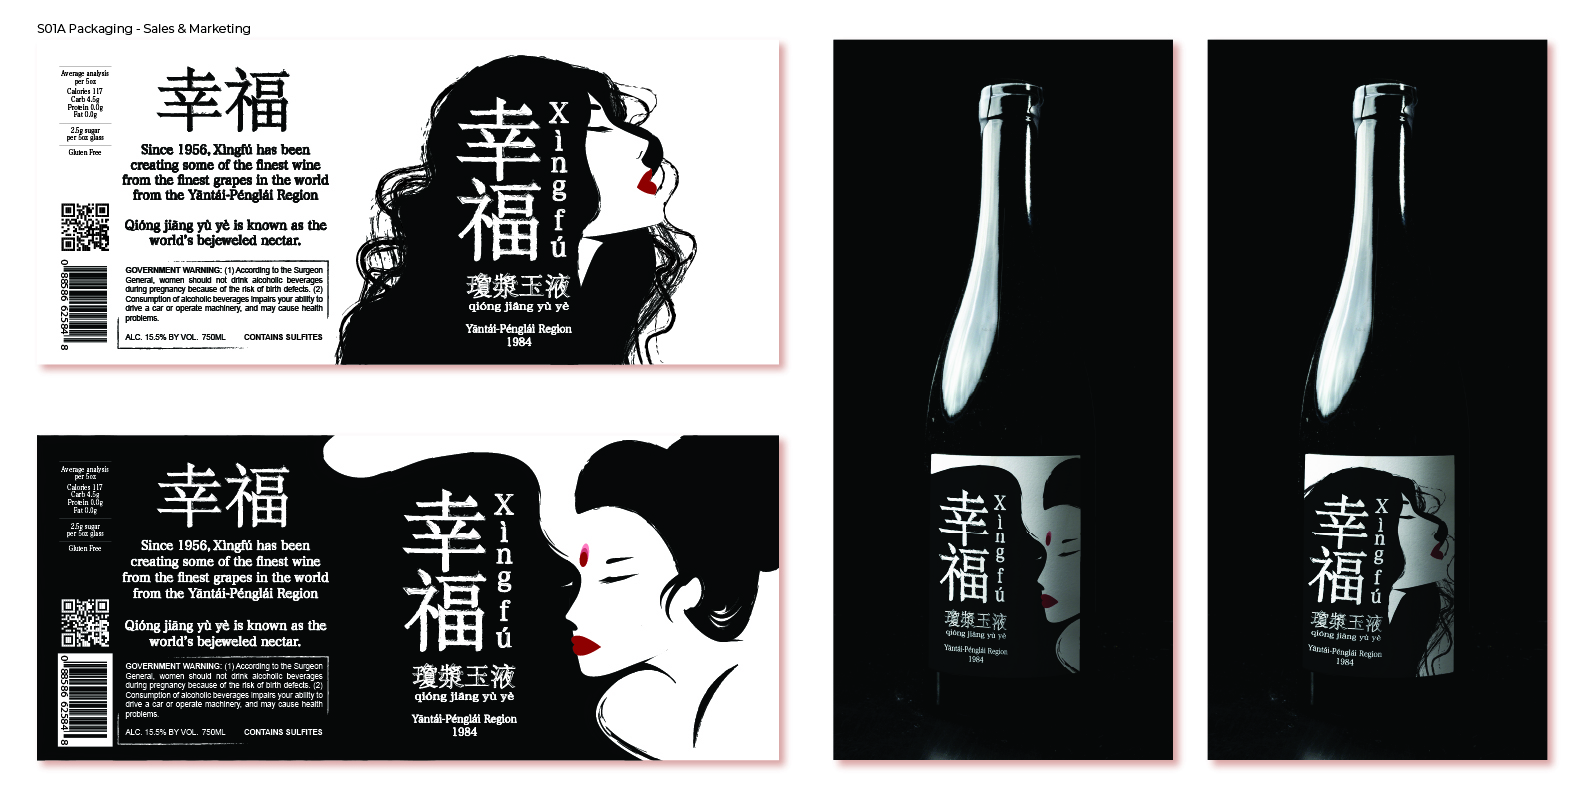 S01A Packaging - Sales & Marketing
Average analysis
per 5oz
Calories 117
Carb 4.5g
Protein 0.0g
Fat 0.0g
2.5g sugar
per 5oz glass
Gluten Free
0 88586 62584 8
幸福
Since 1956, Xìngfú has been
creating some of the finest wine
from the finest grapes in the world
from the Yāntái-Pénglái Region
Qióng jiāng yù yè is known as the
world's bejeweled nectar.
GOVERNMENT WARNING: (1) According to the Surgeon
General, women should not drink alcoholic beverages
during pregnancy because of the risk of birth defects. (2)
Consumption of alcoholic beverages impairs your ability to
drive a car or operate machinery, and may cause health
problems.
ALC. 15.5% BY VOL. 750ML CONTAINS SULFITES
幸福
Xìngfú
瓊漿玉液
qióng jiāng yù yè
Yāntái-Pénglái Region
1984
Average analysis
per 5oz
Calories 117
Carb 4.5g
Protein 0.0g
Fat 0.0g
2.5g sugar
per 5oz glass
Gluten Free
0 88586 62584 8
幸福
Since 1956, Xìngfú has been
creating some of the finest wine
from the finest grapes in the world
from the Yāntái-Pénglái Region
Qióng jiāng yù yè is known as the
world's bejeweled nectar.
GOVERNMENT WARNING: (1) According to the Surgeon
General, women should not drink alcoholic beverages
during pregnancy because of the risk of birth defects. (2)
Consumption of alcoholic beverages impairs your ability to
drive a car or operate machinery, and may cause health
problems.
ALC. 15.5% BY VOL. 750ML CONTAINS SULFITES
幸福
Xìngfú
瓊漿玉液
qióng jiāng yù yè
Yāntái-Pénglái Region
1984
幸福
Xìngfú
瓊漿玉液
qióng jiāng yù yè
Yāntái-Pénglái Region
1984
幸福
Xìngfú
瓊漿玉液
qióng jiāng yù yè
Yāntái-Pénglái Region
1984